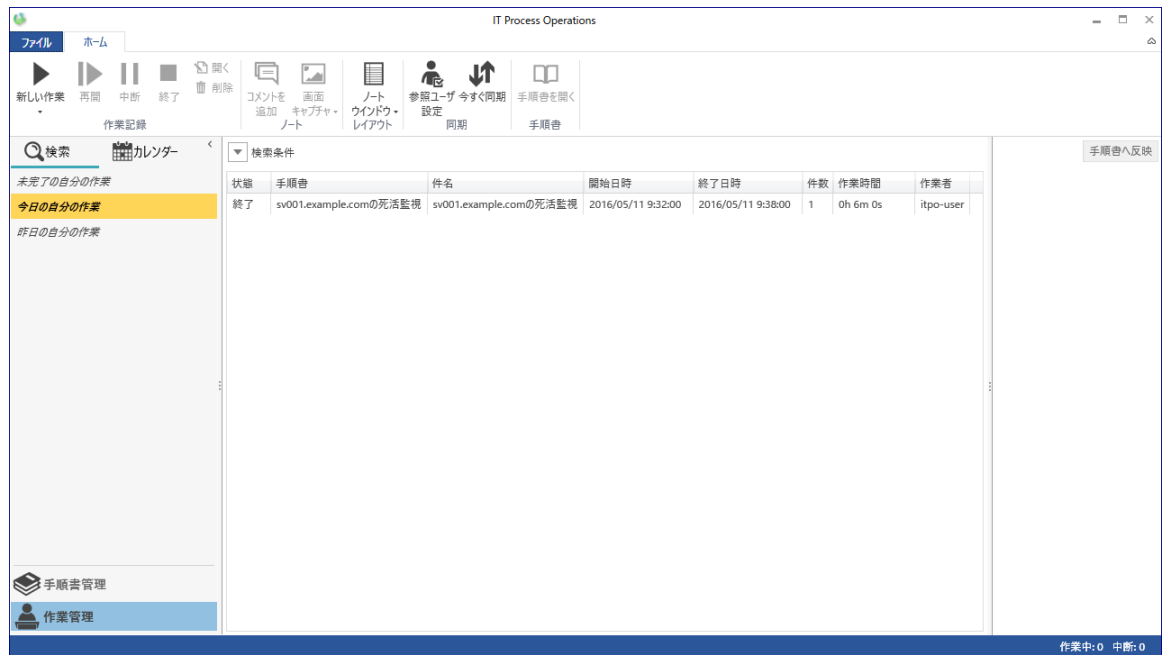 IT Process Operations
ファイル ホーム
新しい作業 再開 中断 終了 開く 削除
作業記録
コメントを追加 画面キャプチャ
ノート
ノートウインドウ
レイアウト
参照ユーザ設定 今すぐ同期
同期
手順書を開く
手順書
検索 カレンダー
未完了の自分の作業
今日の自分の作業
昨日の自分の作業
手順書管理
作業管理
検索条件
状態 手順書 件名 開始日時 終了日時 件数 作業時間 作業者
終了 sv001.example.comの死活監視 sv001.example.comの死活監視 2016/05/11 9:32:00 2016/05/11 9:38:00 1 0h 6m 0s itpo-user
手順書へ反映
作業中: 0 中断: 0